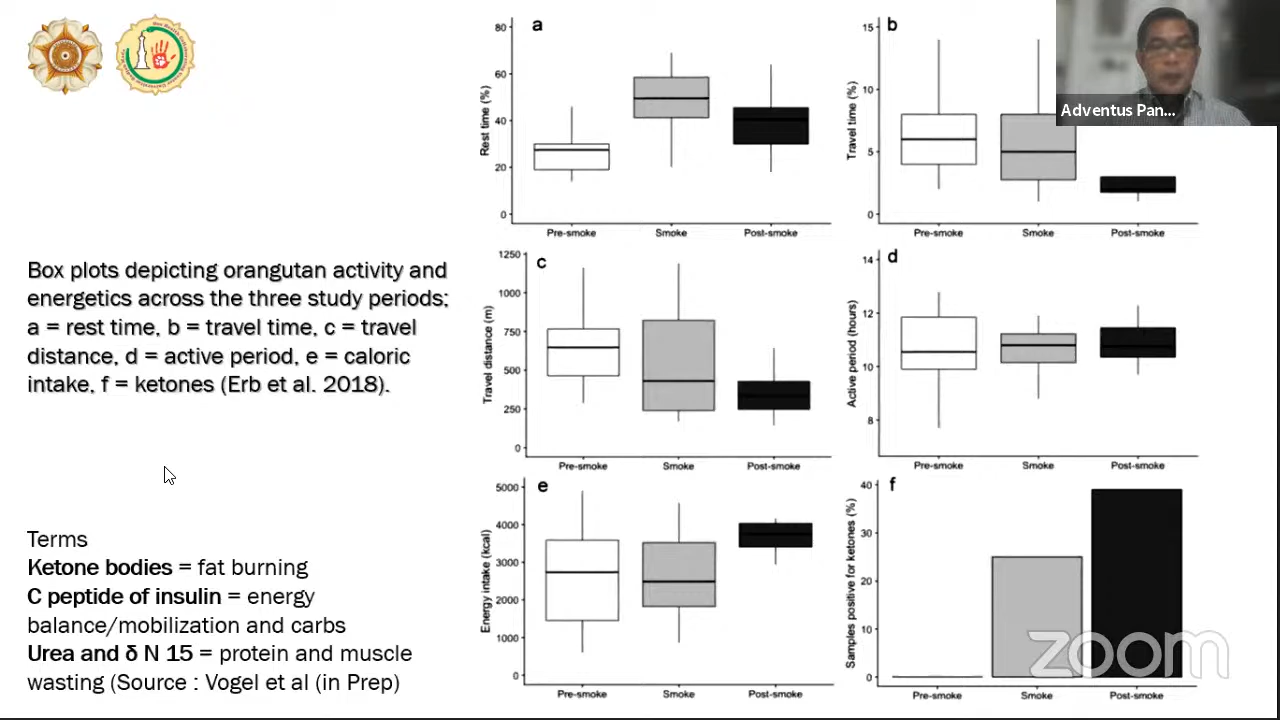 Box plots depicting orangutan activity and
energetics across the three study periods:
a = rest time, b = travel time, c = travel
distance, d = active period, e = caloric
intake, f = ketones (Erb et al. 2018).
Terms
Ketone bodies = fat burning
C peptide of insulin = energy
balance/mobilization and carbs
Urea and δ N 15 = protein and muscle
wasting (Source : Vogel et al (in Prep)
a
Rest time (%)
80
60
40
20
0
Pre-smoke Smoke Post-smoke
b
Travel time (%)
15
10
5
0
Pre-smoke Smoke Post-smoke
c
Travel distance (m)
1250
1000
750
500
250
0
Pre-smoke Smoke Post-smoke
d
Active period (hours)
14
12
10
8
Pre-smoke Smoke Post-smoke
e
Energy intake (kcal)
5000
4000
3000
2000
1000
0
Pre-smoke Smoke Post-smoke
f
Samples positive for ketones (%)
40
30
20
10
0
Pre-smoke Smoke Post-smoke
Adventus Pan...
zoom